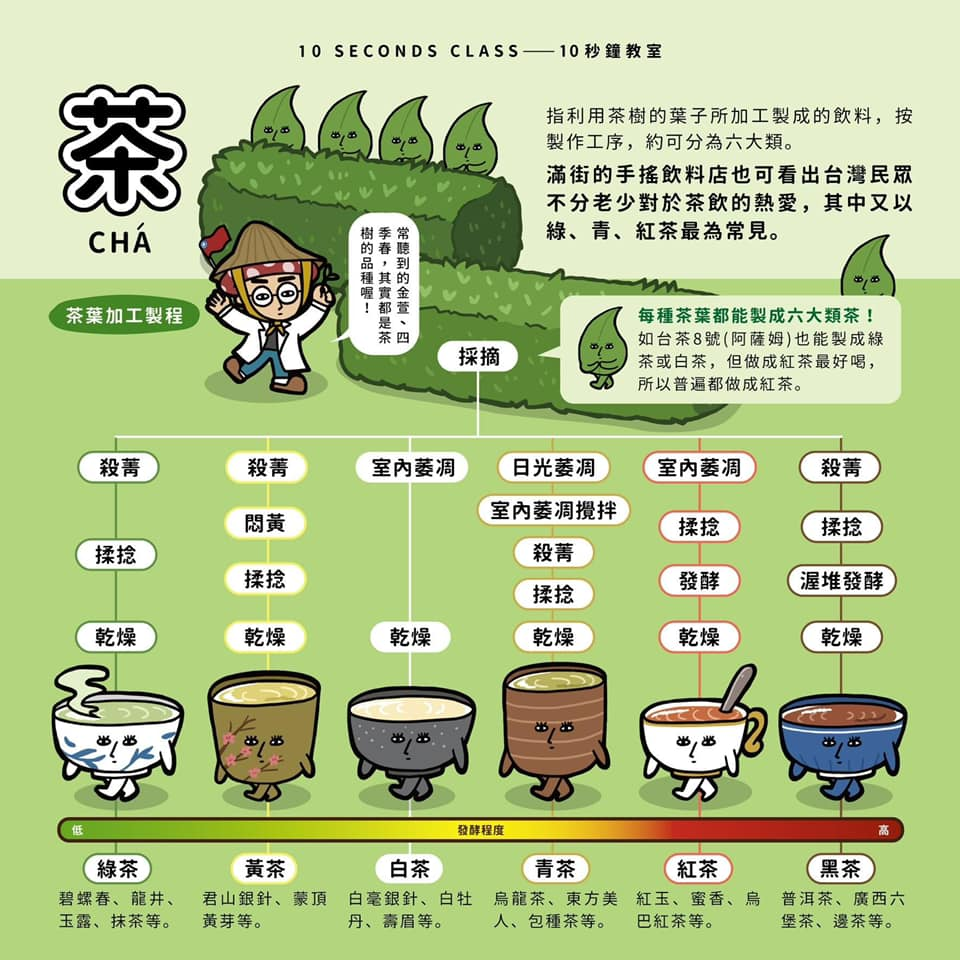 10 SECONDS CLASS——10秒鐘教室
茶
CHÁ
指利用茶樹的葉子所加工製成的飲料，按
製作工序，約可分為六大類。
滿街的手搖飲料店也可看出台灣民眾
不分老少對於茶飲的熱愛，其中又以
綠、青、紅茶最為常見。
茶葉加工製程
常聽到的金萱、四
季春，其實都是茶
樹的品種喔！
採摘
每種茶葉都能製成六大類茶！
如台茶8號(阿薩姆)也能製成綠
茶或白茶，但做成紅茶最好喝，
所以普遍都做成紅茶。
殺菁
揉捻
乾燥
殺菁
悶黃
揉捻
乾燥
室內萎凋
乾燥
日光萎凋
室內萎凋攪拌
殺菁
揉捻
乾燥
室內萎凋
揉捻
發酵
乾燥
殺菁
揉捻
渥堆發酵
乾燥
低
發酵程度
高
綠茶
碧螺春、龍井、
玉露、抹茶等。
黃茶
君山銀針、蒙頂
黃芽等。
白茶
白毫銀針、白牡
丹、壽眉等。
青茶
烏龍茶、東方美
人、包種茶等。
紅茶
紅玉、蜜香、烏
巴紅茶等。
黑茶
普洱茶、廣西六
堡茶、邊茶等。